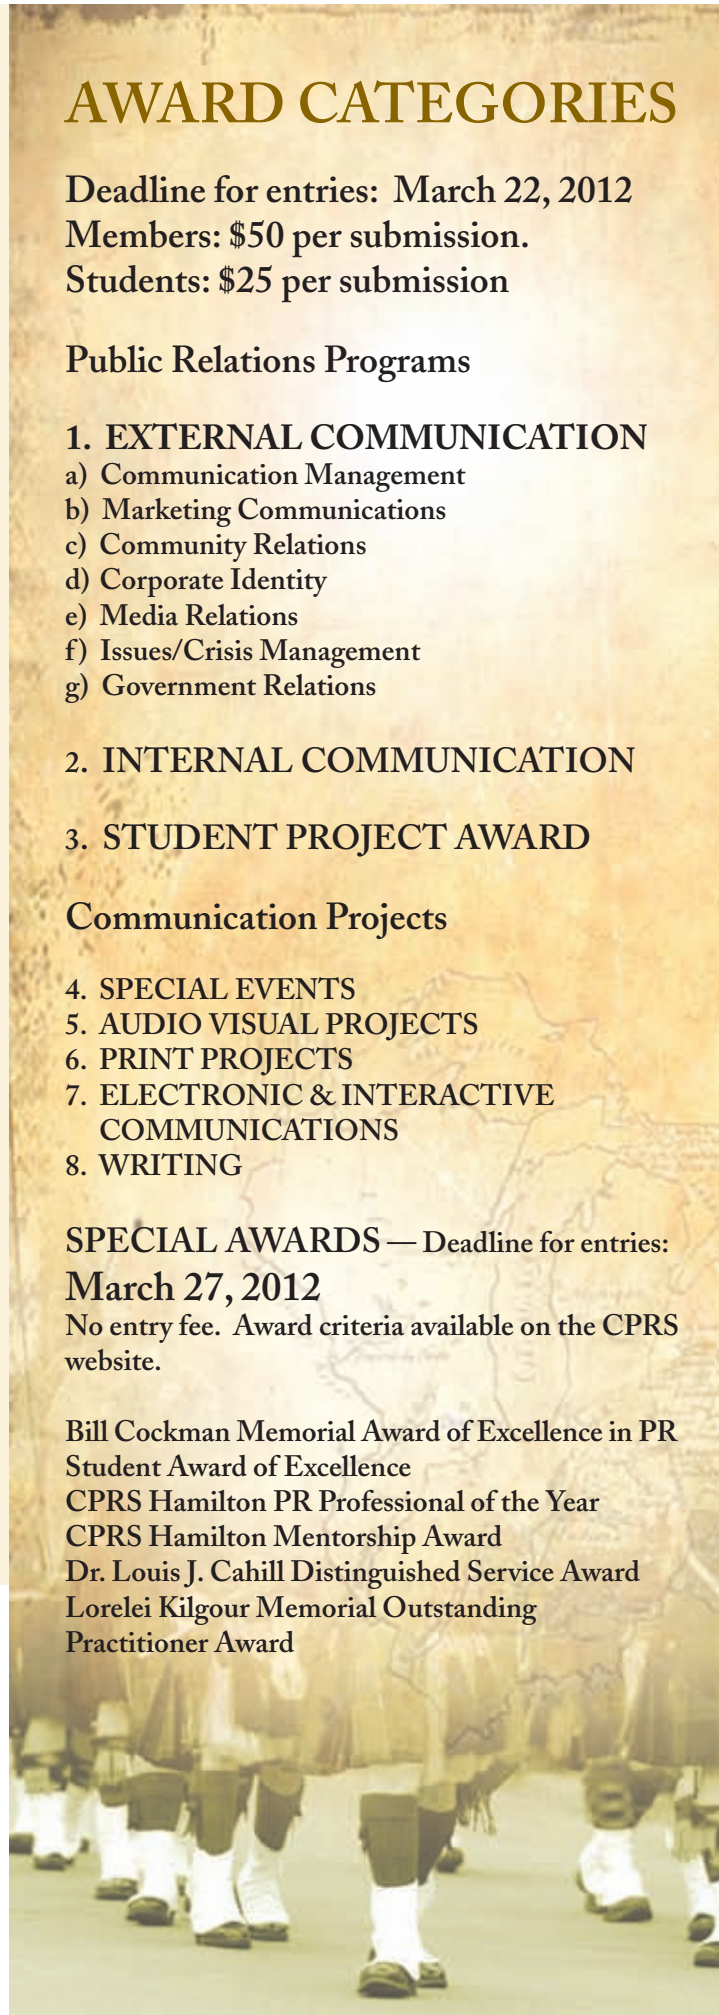 AWARD CATEGORIES
Deadline for entries:  March 22, 2012
Members: $50 per submission.
Students: $25 per submission
Public Relations Programs
1.  EXTERNAL COMMUNICATION
a)  Communication Management
b)  Marketing Communications
c)  Community Relations
d)  Corporate Identity
e)  Media Relations
f)  Issues/Crisis Management
g)  Government Relations
2.  INTERNAL COMMUNICATION
3.  STUDENT PROJECT AWARD
Communication Projects
4.  SPECIAL EVENTS
5.  AUDIO VISUAL PROJECTS
6.  PRINT PROJECTS
7.  ELECTRONIC & INTERACTIVE
COMMUNICATIONS
8.  WRITING
SPECIAL AWARDS — Deadline for entries:
March 27, 2012
No entry fee.  Award criteria available on the CPRS
website.
Bill Cockman Memorial Award of Excellence in PR
Student Award of Excellence
CPRS Hamilton PR Professional of the Year
CPRS Hamilton Mentorship Award
Dr. Louis J. Cahill Distinguished Service Award
Lorelei Kilgour Memorial Outstanding
Practitioner Award